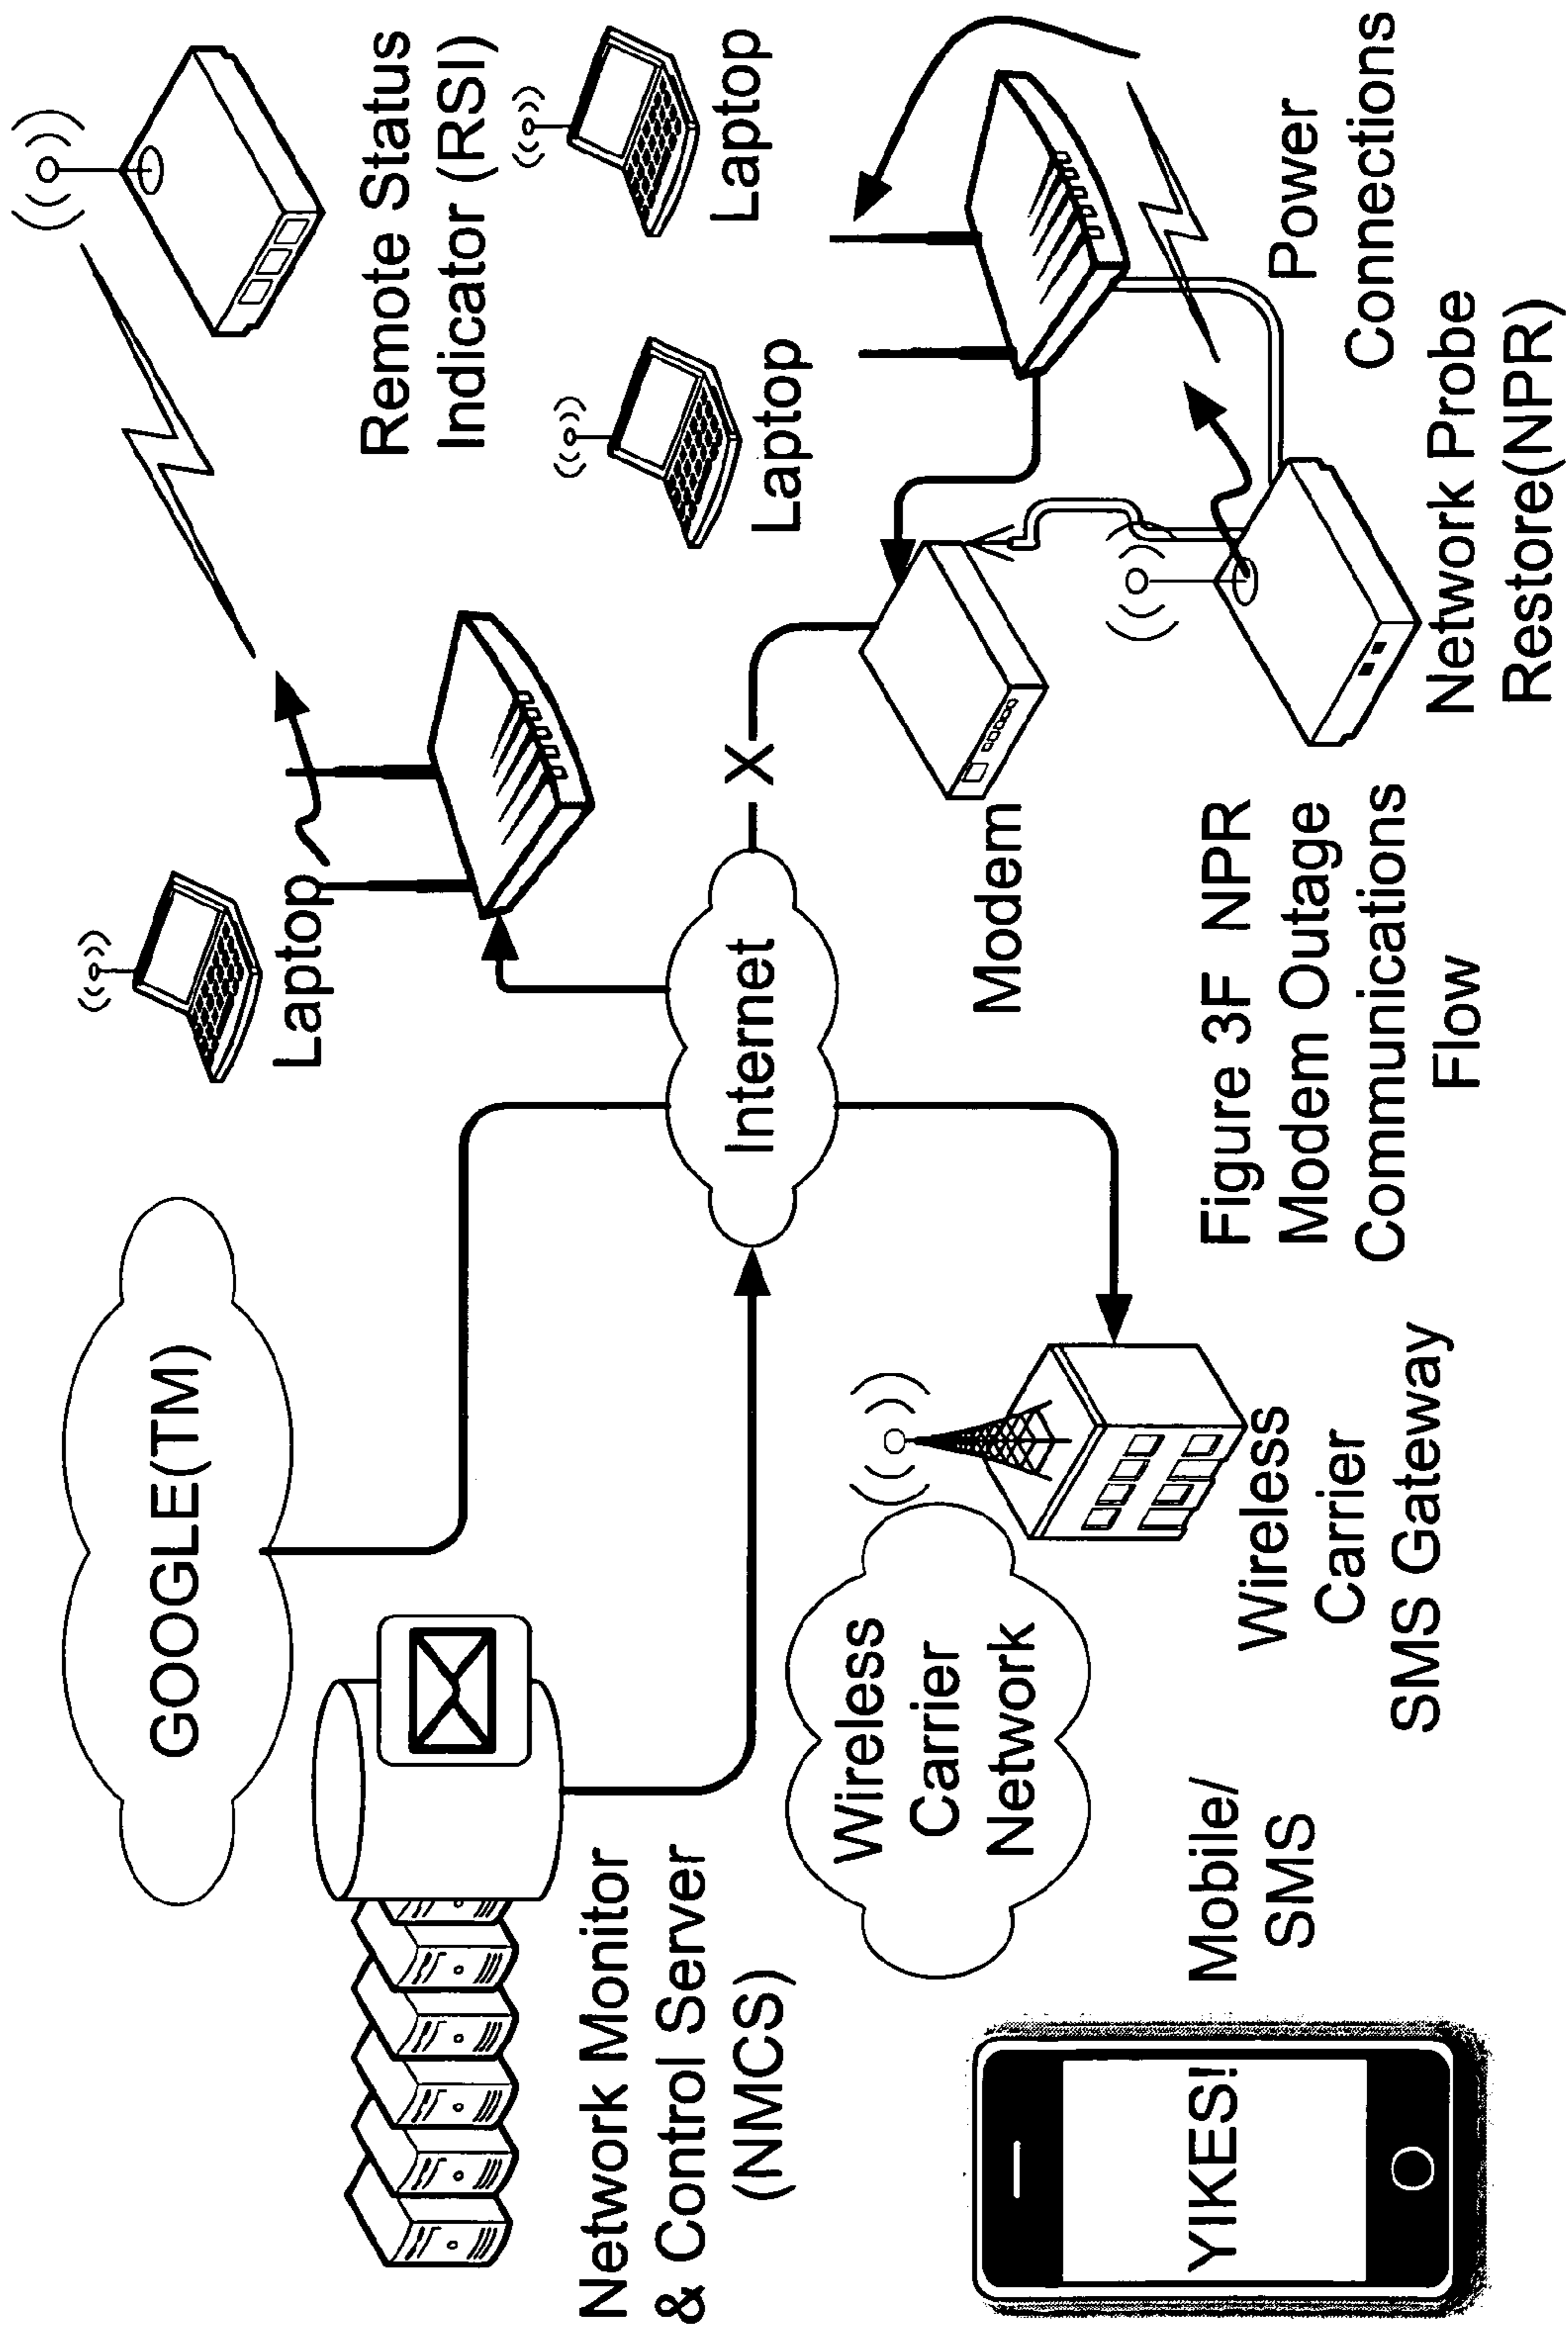 GOOGLE(TM)
Laptop
Remote Status
Indicator (RSI)
Network Monitor
& Control Server
(NMCS)
Internet
Laptop
Laptop
Wireless
Carrier
Network
Modem
Mobile/
SMS
YIKES!
Wireless
Carrier
SMS Gateway
Figure 3F NPR
Modem Outage
Communications
Flow
Power
Connections
Network Probe
Restore(NPR)
X